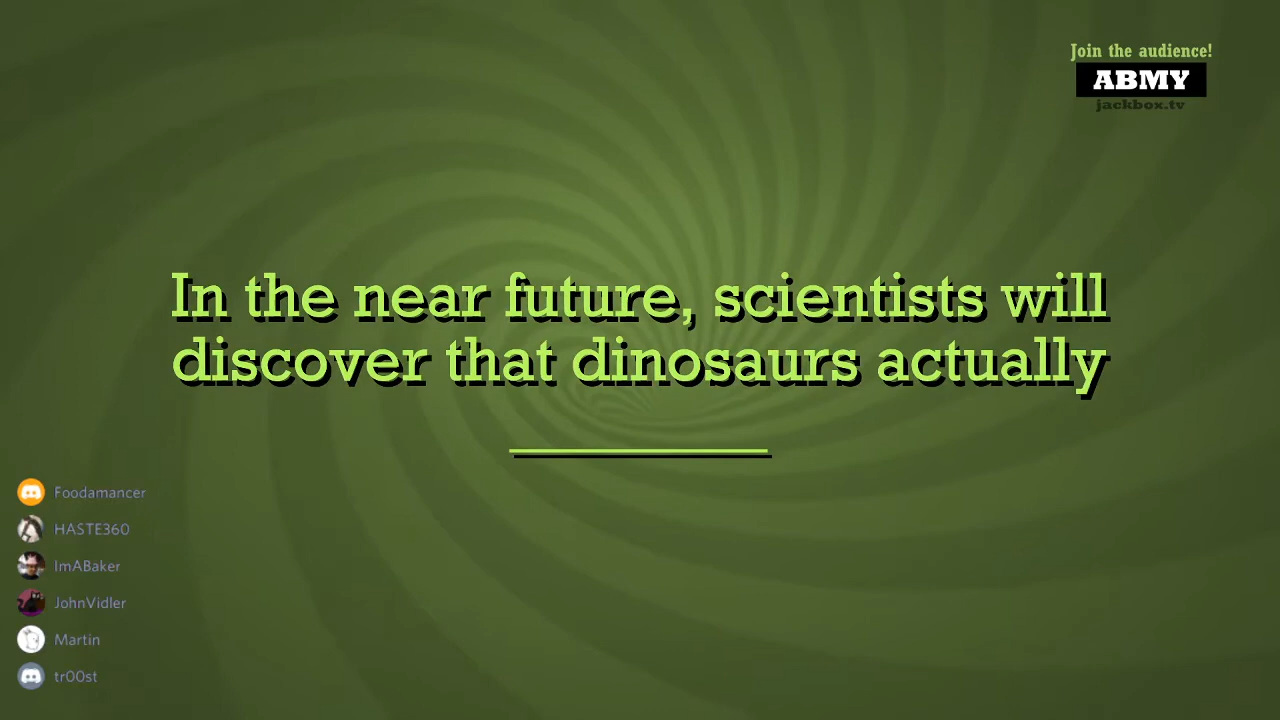 Join the audience!
ABMY
jackbox.tv
In the near future, scientists will
discover that dinosaurs actually
Foodamancer
HASTE360
ImABaker
JohnVidler
Martin
tr00st